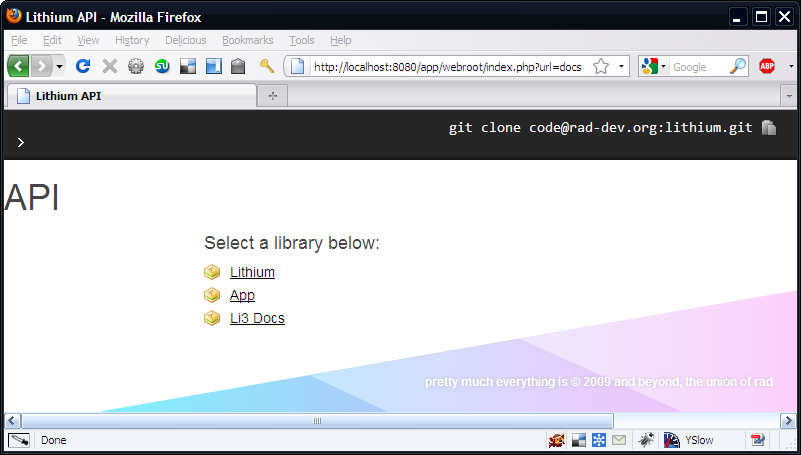 Lithium API - Mozilla Firefox
File Edit View History Delicious Bookmarks Tools Help
http://localhost:8080/app/webroot/index.php?url=docs Google ABP
Lithium API
git clone code@rad-dev.org:lithium.git
>
API
Select a library below:
Lithium
App
Li3 Docs
pretty much everything is © 2009 and beyond, the union of rad
Done YSlow